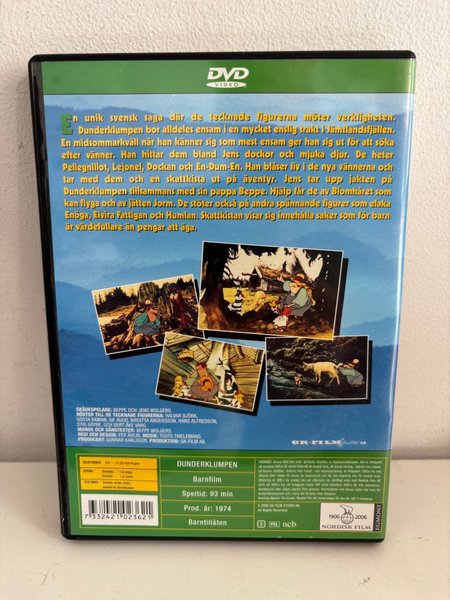 DVD
VIDEO
En unik svensk saga där de tecknade figurerna möter verkligheten.
Dunderklumpen bor alldeles ensam i en mycket enslig trakt i Jämtlandsfjällen.
En midsommarkväll när han känner sig som mest ensam ger han sig ut för att söka
efter vänner. Han hittar dem bland Jens dockor och mjuka djur. De heter
Pellegnillot, Lejonel, Dockan och En-Dum-En. Han blåser liv i de nya vännerna och
tar med dem och en skattkista ut på äventyr. Jens tar upp jakten på
Dunderklumpen tillsammans med sin pappa Beppe. Hjälp får de av Blomhåret som
kan flyga och av jätten Jorm. De stöter också på andra spännande figurer som elaka
Enöga, Elvira Fattigan och Humlan. Skattkistan visar sig innehålla saker som för barn
är värdefullare än pengar att äga.
SKÅDESPELARE: BEPPE OCH JENS WOLGERS.
RÖSTER TILL DE TECKNADE FIGURERNA: HALVAR BJÖRK,
GÖSTA EKMAN, SIF RUUD, BIRGITTA ANDERSSON, HANS ALFREDSON,
STIG GRYBE, OCH BERT-ÅKE VARG.
MANUS OCH SÅNGTEXTER: BEPPE WOLGERS.
REGI OCH DESIGN: PER ÅHLIN. MUSIK: TOOTS THIELEMANS
PRODUCENT: GUNNAR KARLSSON. PRODUKTION: GK-FILM AB.
GK-FILM
DUNDERKLUMPEN
Barnfilm
Speltid: 93 min
Prod. år: 1974
Barntillåten
7 332421 023621
PAL
ncb
1906 2006
NORDISK FILM